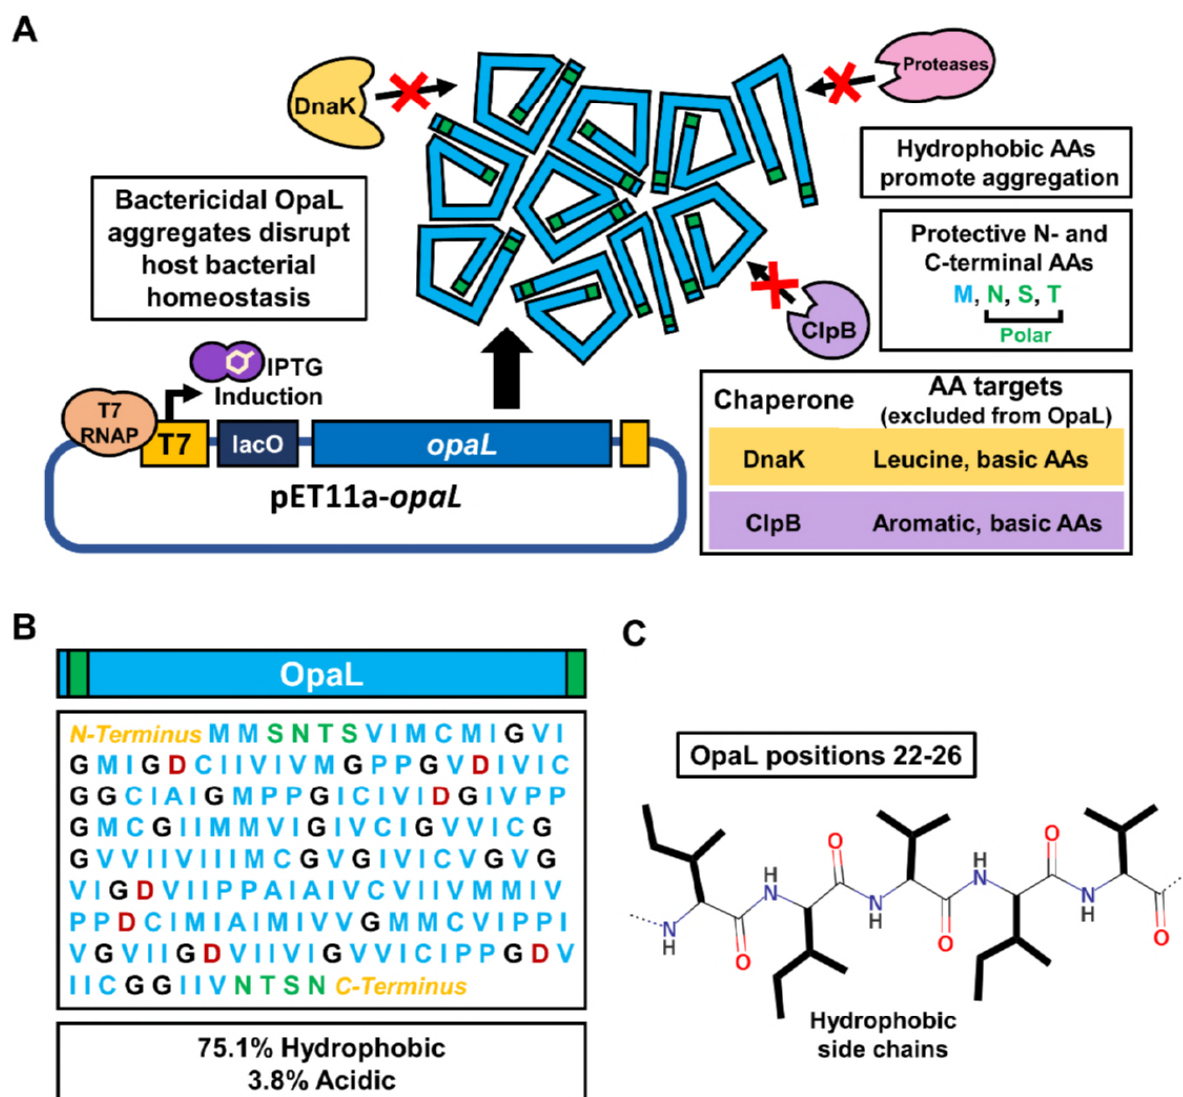 A
DnaK
Proteases
Hydrophobic AAs
promote aggregation
Bactericidal OpaL
aggregates disrupt
host bacterial
homeostasis
Protective N- and
C-terminal AAs
M, N, S, T
Polar
ClpB
IPTG
Induction
T7
RNAP
T7
lacO
opaL
pET11a-opaL
Chaperone
AA targets
(excluded from OpaL)
DnaK
Leucine, basic AAs
ClpB
Aromatic, basic AAs
B
OpaL
N-Terminus M M S N T S V I M C M I G V I
G M I G D C I I V I V M G P P G V D I V I C
G G C I A I G M P P G I C I V I D G I V P P
G M C G I I M M V I G I V C I G V V I C G
G V V I I V I I I M C G V G I V I C V G V G
V I G D V I I P P A I A I V C V I I V M M I V
P P D C I M I A I M I V V G M M C V I P P I
V G V I I G D V I I V I G V V I C I P P G D V
I I C G G I I V N T S N C-Terminus
75.1% Hydrophobic
3.8% Acidic
C
OpaL positions 22-26
O
O
H
N
H
N
N
H
N
H
N
H
O
O
O
Hydrophobic
side chains